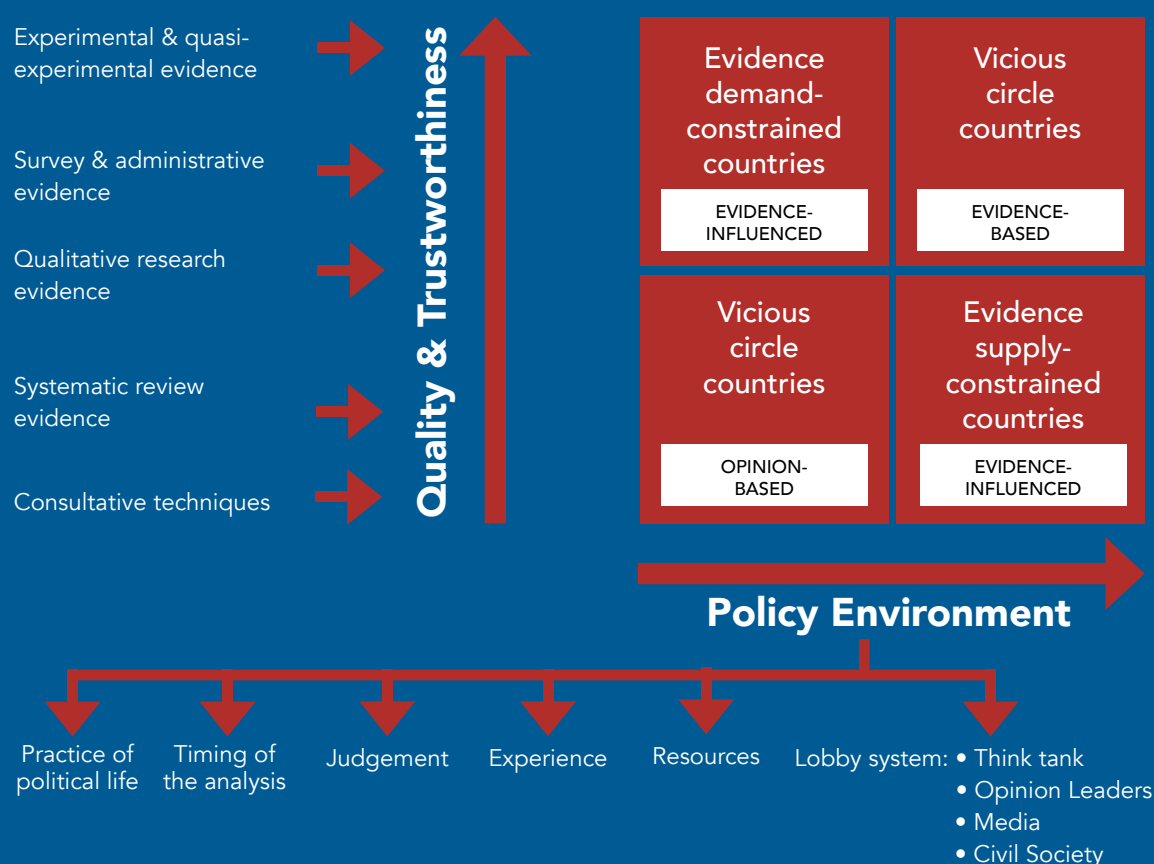 Experimental & quasi-
experimental evidence
Survey & administrative
evidence
Qualitative research
evidence
Systematic review
evidence
Consultative techniques
Quality & Trustworthiness
Evidence
demand-
constrained
countries
EVIDENCE-
INFLUENCED
Vicious
circle
countries
EVIDENCE-
BASED
Vicious
circle
countries
OPINION-
BASED
Evidence
supply-
constrained
countries
EVIDENCE-
INFLUENCED
Policy Environment
Practice of
political life
Timing of
the analysis
Judgement
Experience
Resources
Lobby system: • Think tank
• Opinion Leaders
• Media
• Civil Society